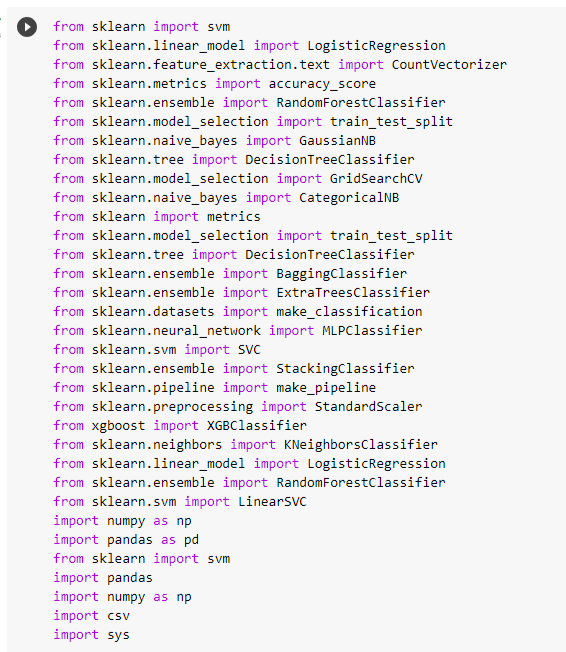 from sklearn import svm
from sklearn.linear_model import LogisticRegression
from sklearn.feature_extraction.text import CountVectorizer
from sklearn.metrics import accuracy_score
from sklearn.ensemble import RandomForestClassifier
from sklearn.model_selection import train_test_split
from sklearn.naive_bayes import GaussianNB
from sklearn.tree import DecisionTreeClassifier
from sklearn.model_selection import GridSearchCV
from sklearn.naive_bayes import CategoricalNB
from sklearn import metrics
from sklearn.model_selection import train_test_split
from sklearn.tree import DecisionTreeClassifier
from sklearn.ensemble import BaggingClassifier
from sklearn.ensemble import ExtraTreesClassifier
from sklearn.datasets import make_classification
from sklearn.neural_network import MLPClassifier
from sklearn.svm import SVC
from sklearn.ensemble import StackingClassifier
from sklearn.pipeline import make_pipeline
from sklearn.preprocessing import StandardScaler
from xgboost import XGBClassifier
from sklearn.neighbors import KNeighborsClassifier
from sklearn.linear_model import LogisticRegression
from sklearn.ensemble import RandomForestClassifier
from sklearn.svm import LinearSVC
import numpy as np
import pandas as pd
from sklearn import svm
import pandas
import numpy as np
import csv
import sys